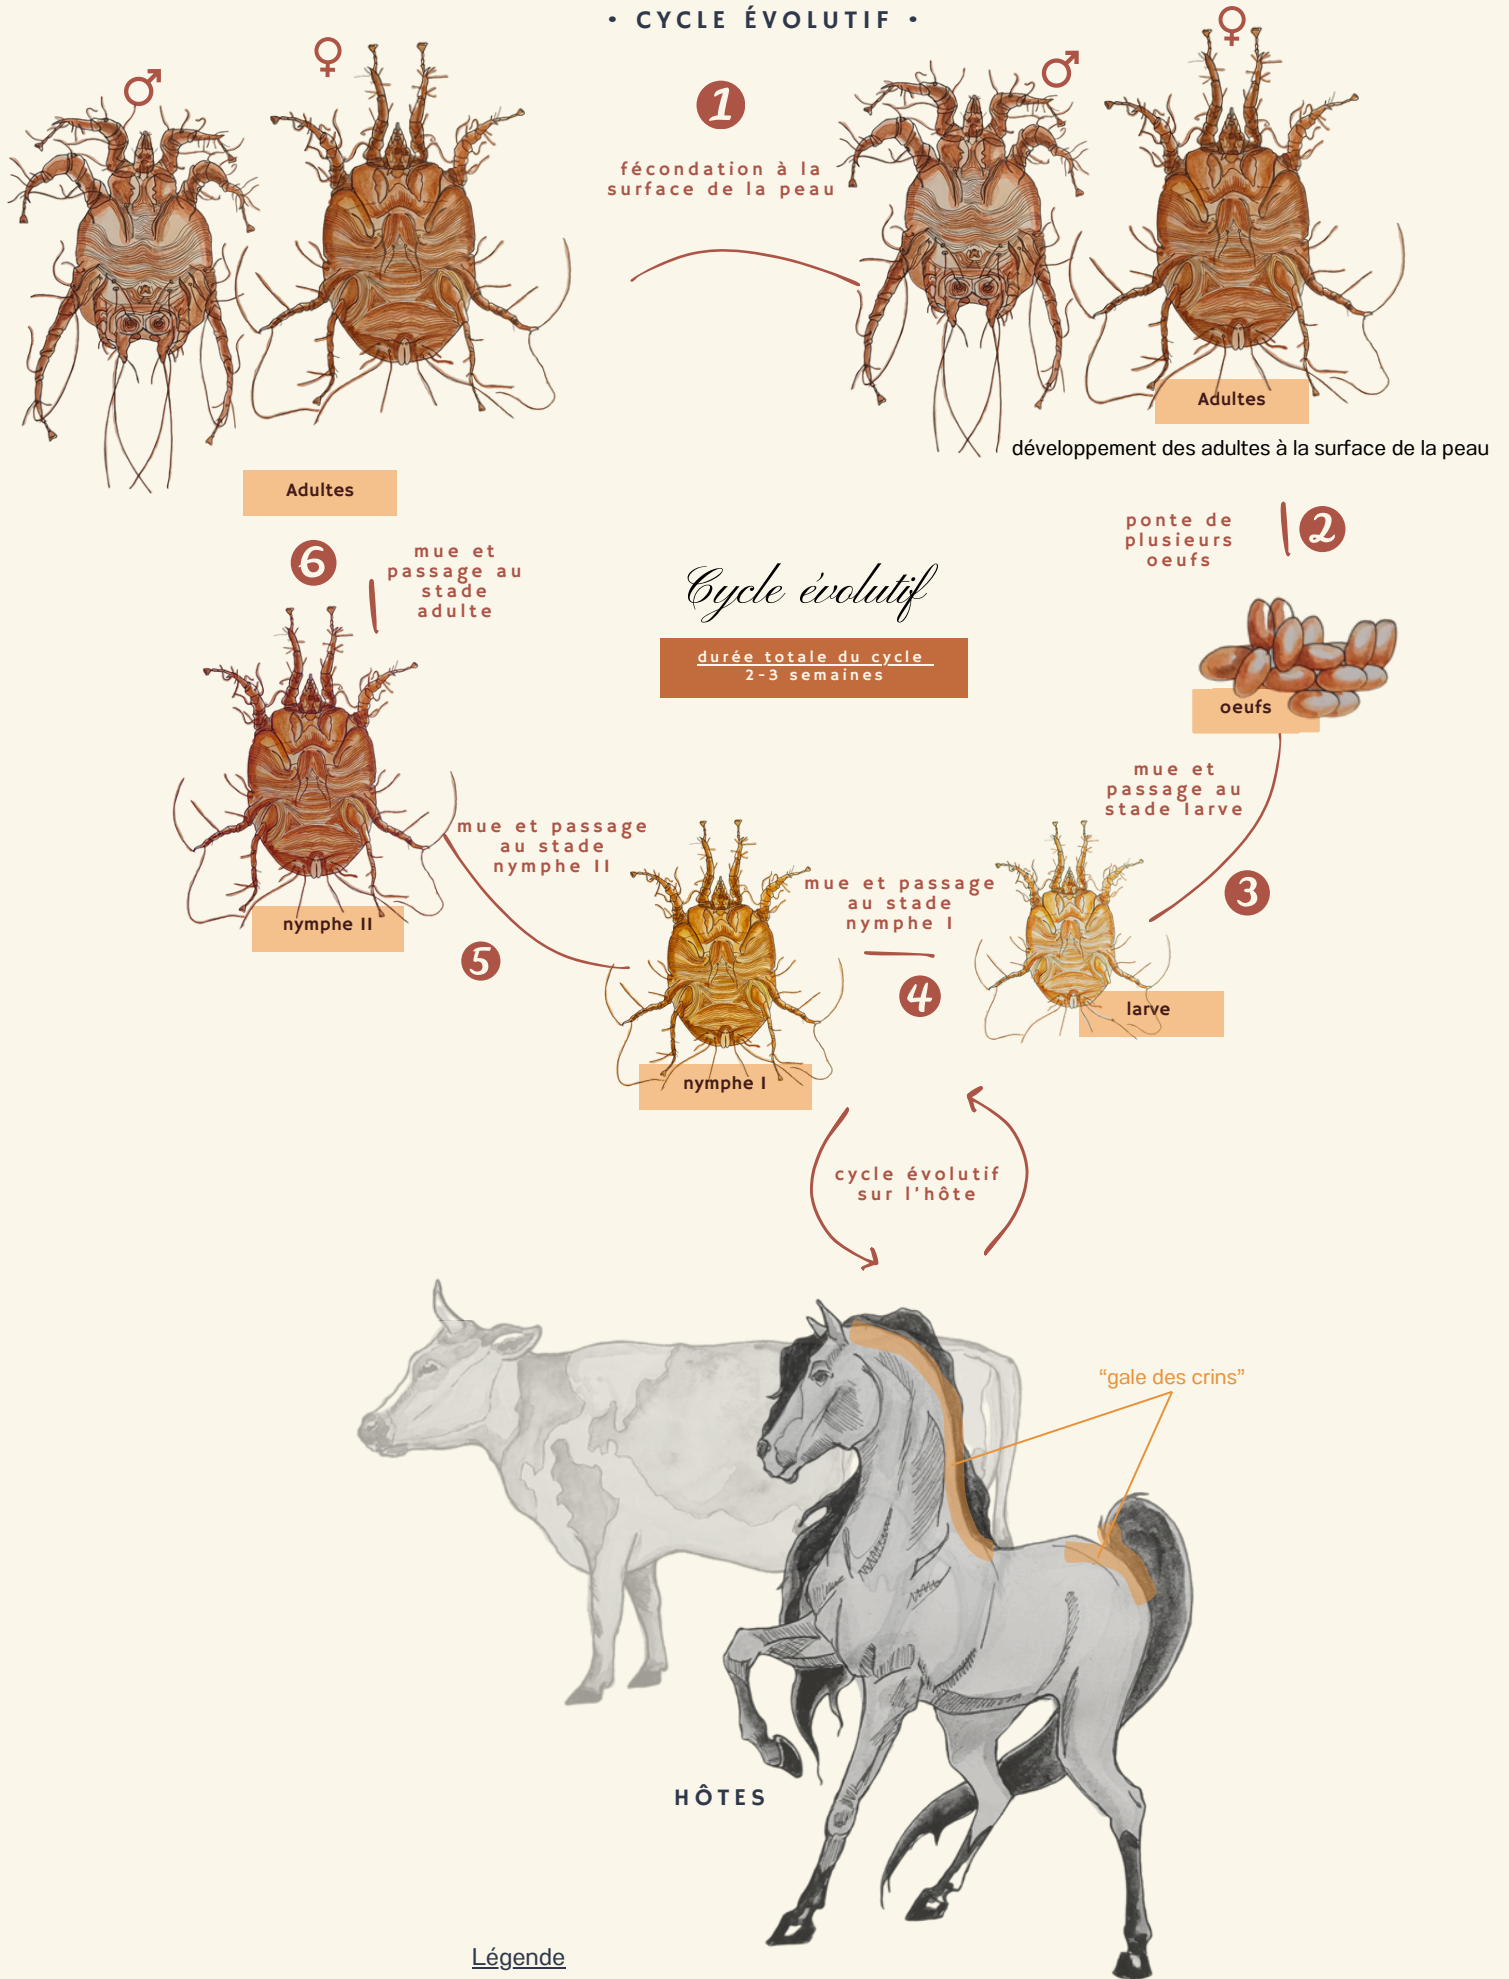 • CYCLE ÉVOLUTIF •
♂
♀
1
fécondation à la
surface de la peau
♂
♀
Adultes
développement des adultes à la surface de la peau
Adultes
2
ponte de
plusieurs
oeufs
6
mue et
passage au
stade
adulte
Cycle évolutif
durée totale du cycle
2-3 semaines
oeufs
mue et
passage au
stade larve
3
mue et passage
au stade
nymphe II
nymphe II
5
mue et passage
au stade
nymphe I
4
larve
nymphe I
cycle évolutif
sur l'hôte
“gale des crins”
HÔTES
Légende